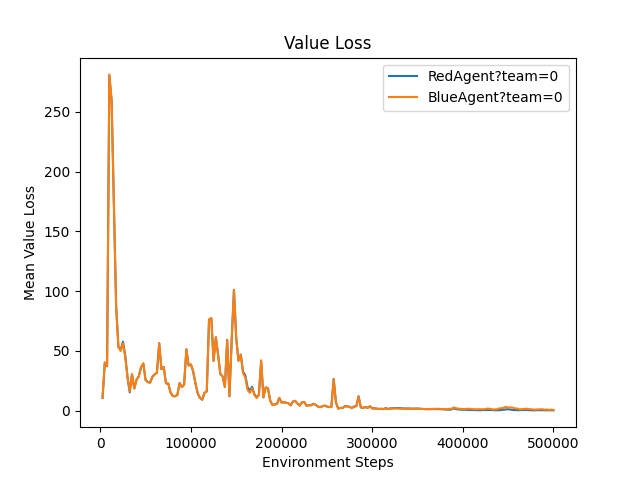 Value Loss
RedAgent?team=0
BlueAgent?team=0
Mean Value Loss
250
200
150
100
50
0
0 100000 200000 300000 400000 500000
Environment Steps